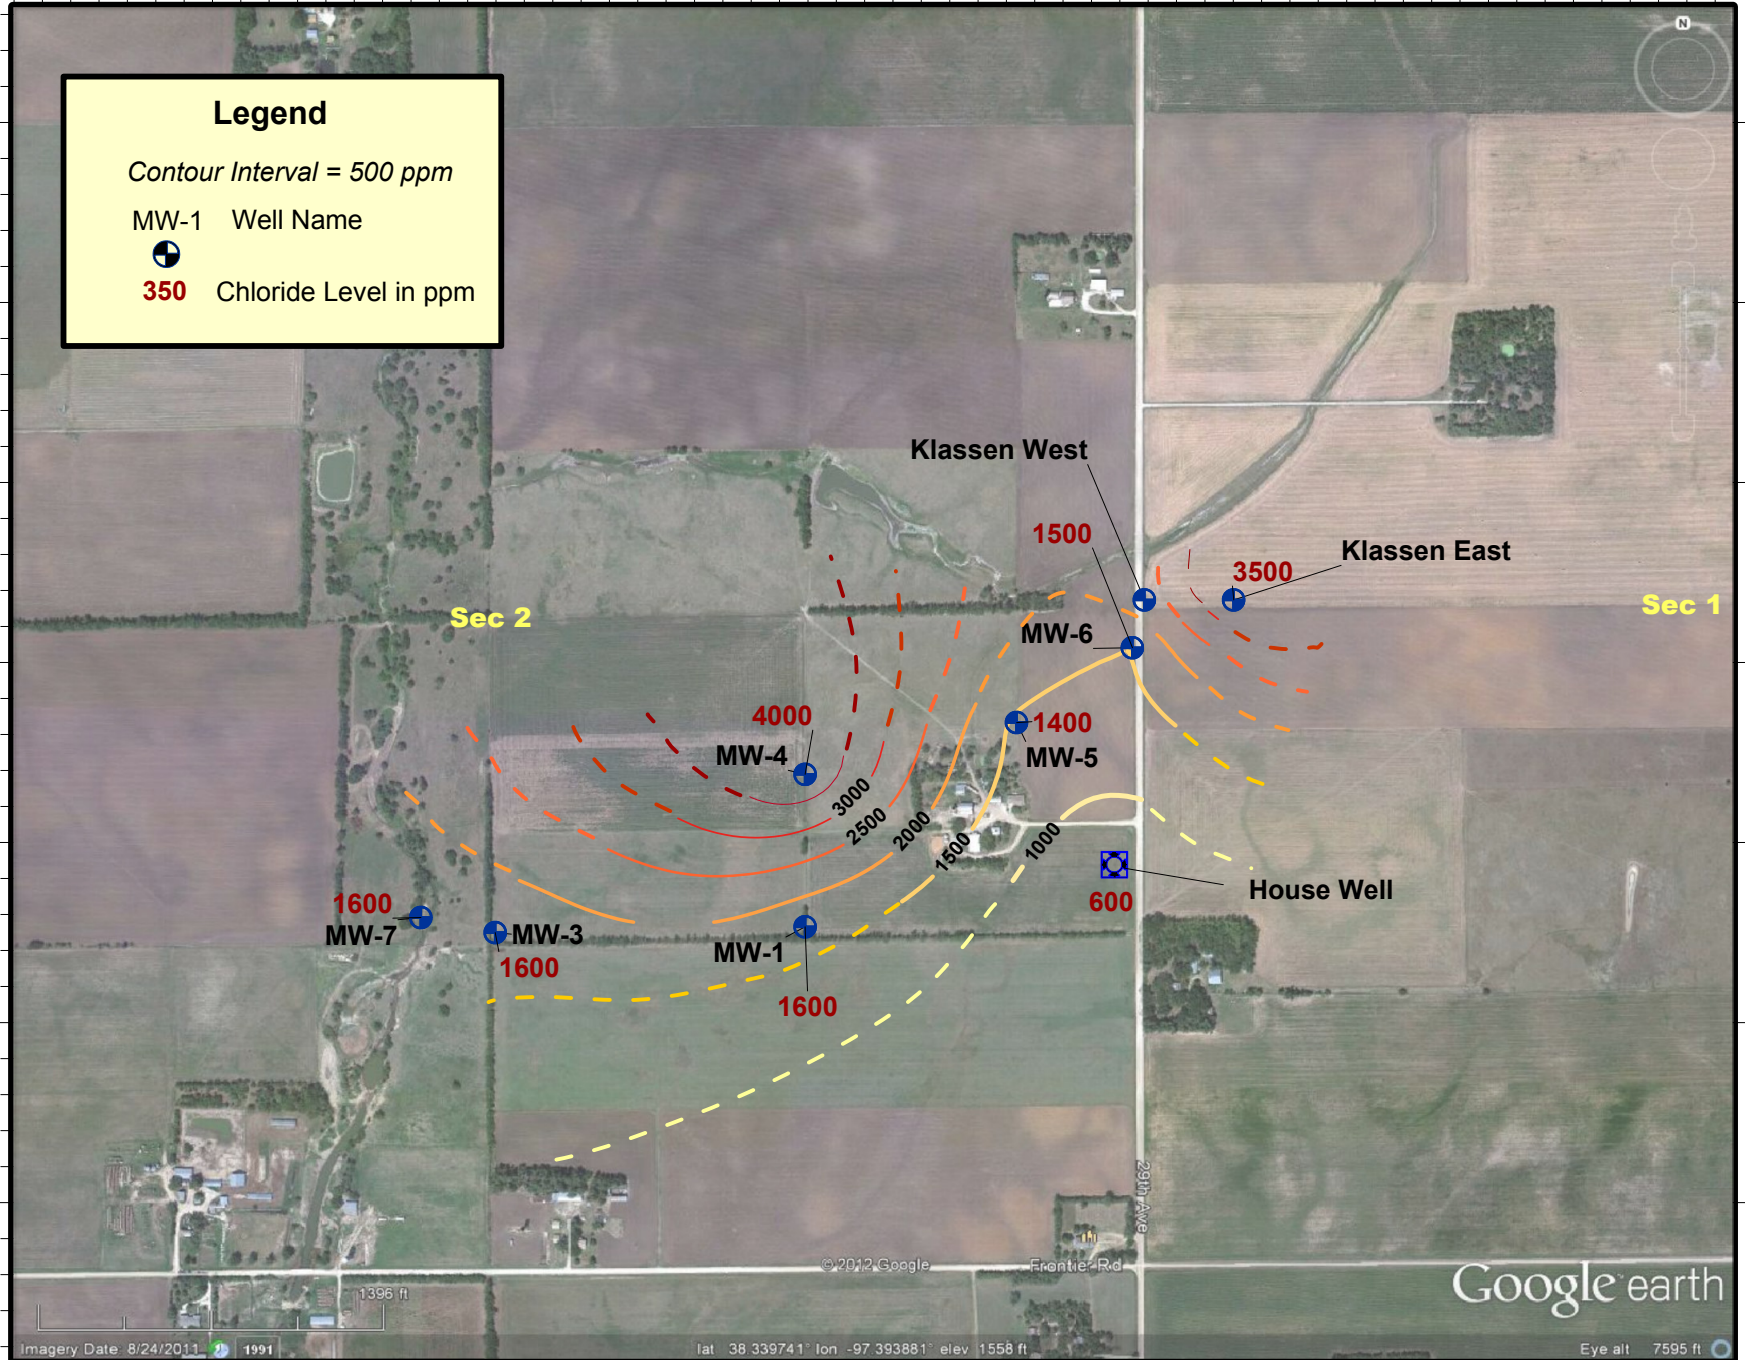 N
Legend
Contour Interval = 500 ppm
MW-1 Well Name
350 Chloride Level in ppm
Klassen West
1500
Klassen East
3500
Sec 2
Sec 1
MW-6
4000
1400
MW-4
MW-5
3000
2500
2000
1500
1000
House Well
600
1600
MW-7
MW-3
1600
MW-1
1600
29th Ave
© 2012 Google
Frontier Rd
Google earth
1396 ft
Imagery Date: 8/24/2011 1991 lat 38.339741° lon -97.393881° elev 1558 ft Eye alt 7595 ft